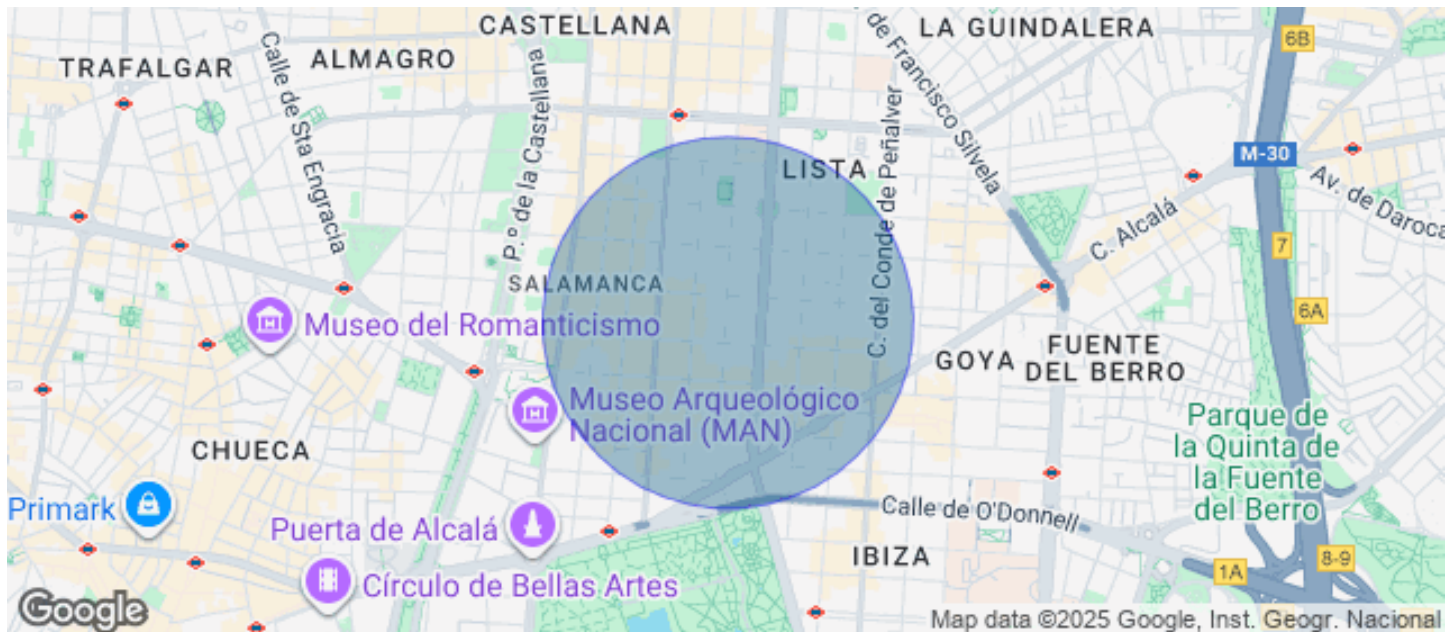 CASTELLANA
LA GUINDALERA
6B
TRAFALGAR
ALMAGRO
Calle de Sta Engracia
P.º de la Castellana
de Francisco Silvela
C. del Conde de Peñalver
LISTA
M-30
Av. de Daroca
C. Alcalá
7
SALAMANCA
6A
Museo del Romanticismo
GOYA
FUENTE
DEL BERRO
Museo Arqueológico
Nacional (MAN)
Parque de
la Quinta de
la Fuente
del Berro
CHUECA
Primark
Puerta de Alcalá
Calle de O'Donnell
IBIZA
8-9
1A
Círculo de Bellas Artes
Google
Map data ©2025 Google, Inst. Geogr. Nacional